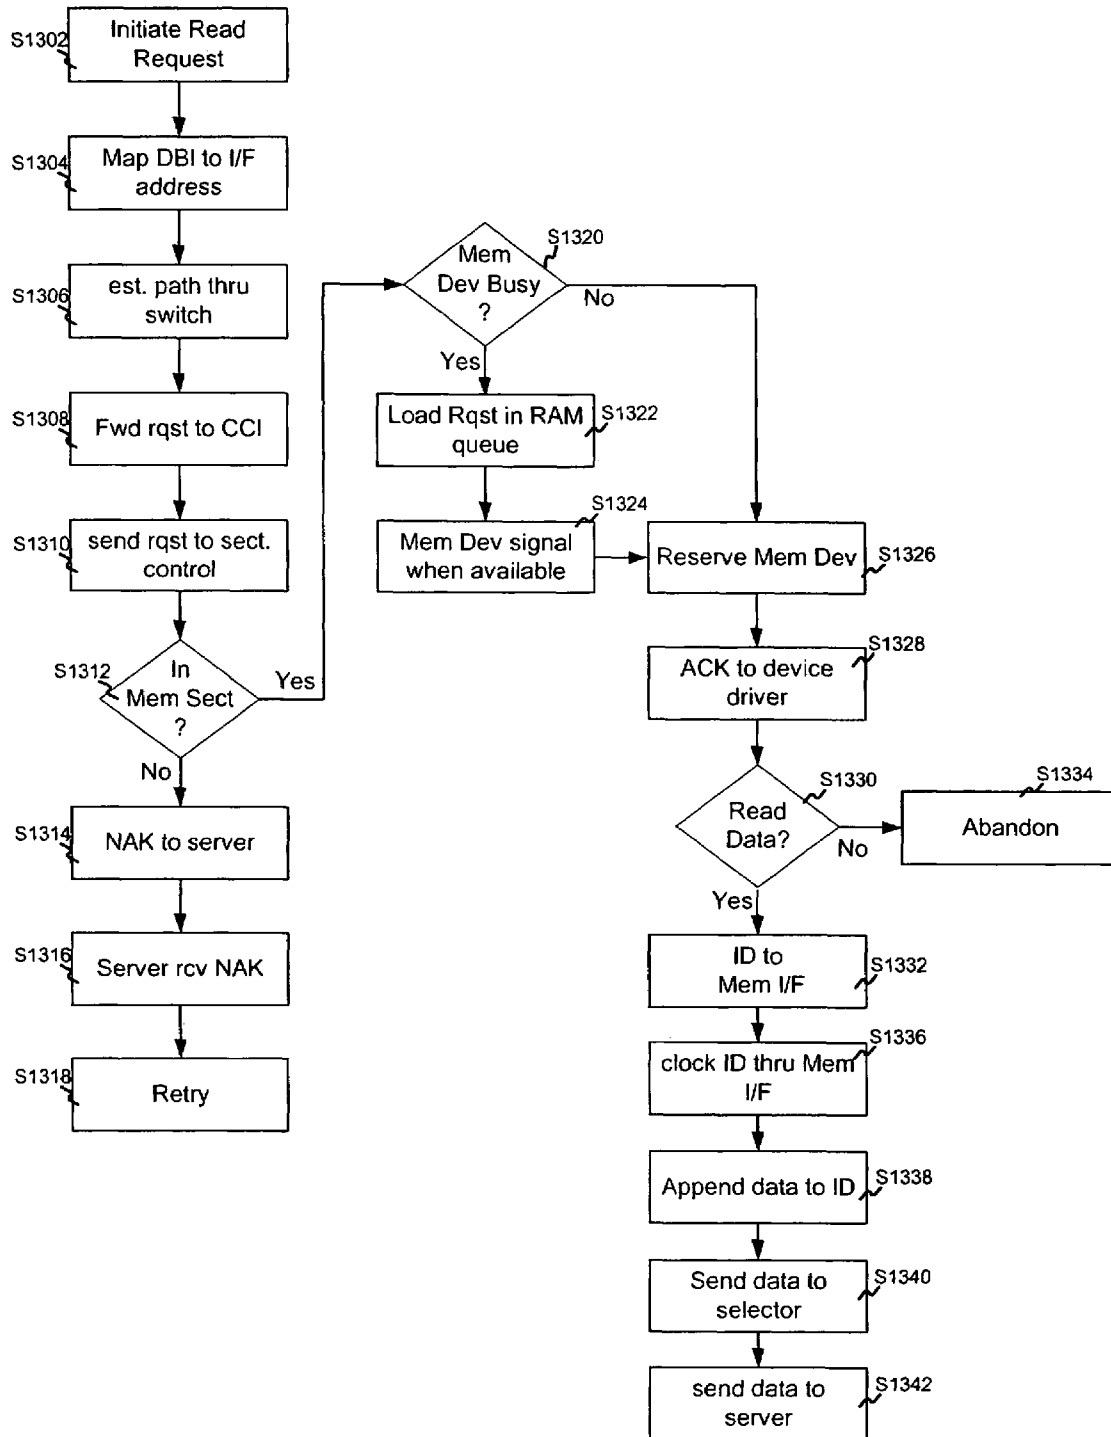 S1302
Initiate Read
Request
S1304
Map DBI to I/F
address
S1306
est. path thru
switch
S1308
Fwd rqst to CCI
S1310
send rqst to sect.
control
S1312
In
Mem Sect
?
Yes
No
S1314
NAK to server
S1316
Server rcv NAK
S1318
Retry
S1320
Mem
Dev Busy
?
No
Yes
Load Rqst in RAM
queue
S1322
S1324
Mem Dev signal
when available
Reserve Mem Dev
S1326
S1328
ACK to device
driver
S1330
Read
Data?
No
S1334
Abandon
Yes
ID to
Mem I/F
S1332
S1336
clock ID thru Mem
I/F
Append data to ID
S1338
Send data to
selector
S1340
send data to
server
S1342